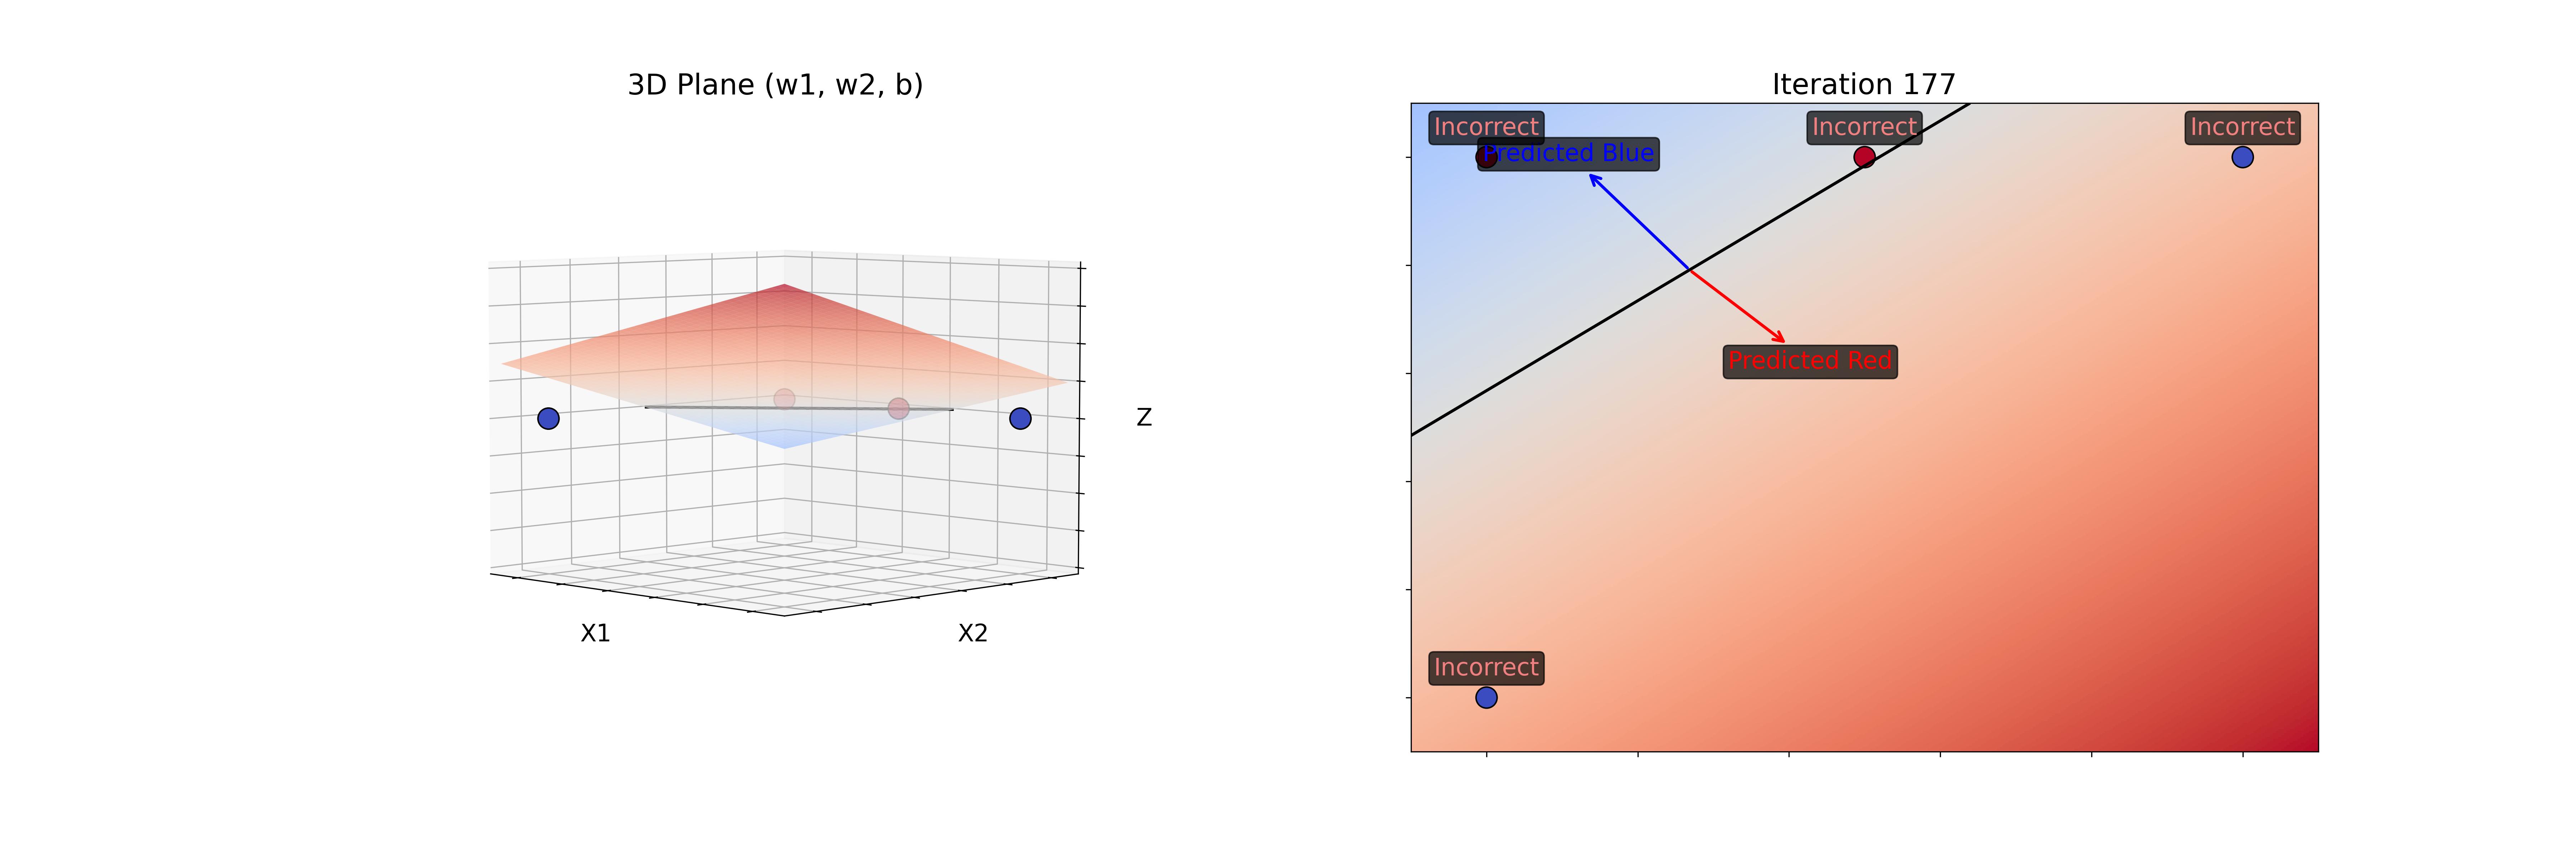 3D Plane (w1, w2, b)
Z
X1
X2
Iteration 177
Incorrect
Incorrect
Incorrect
Predicted Blue
Predicted Red
Incorrect